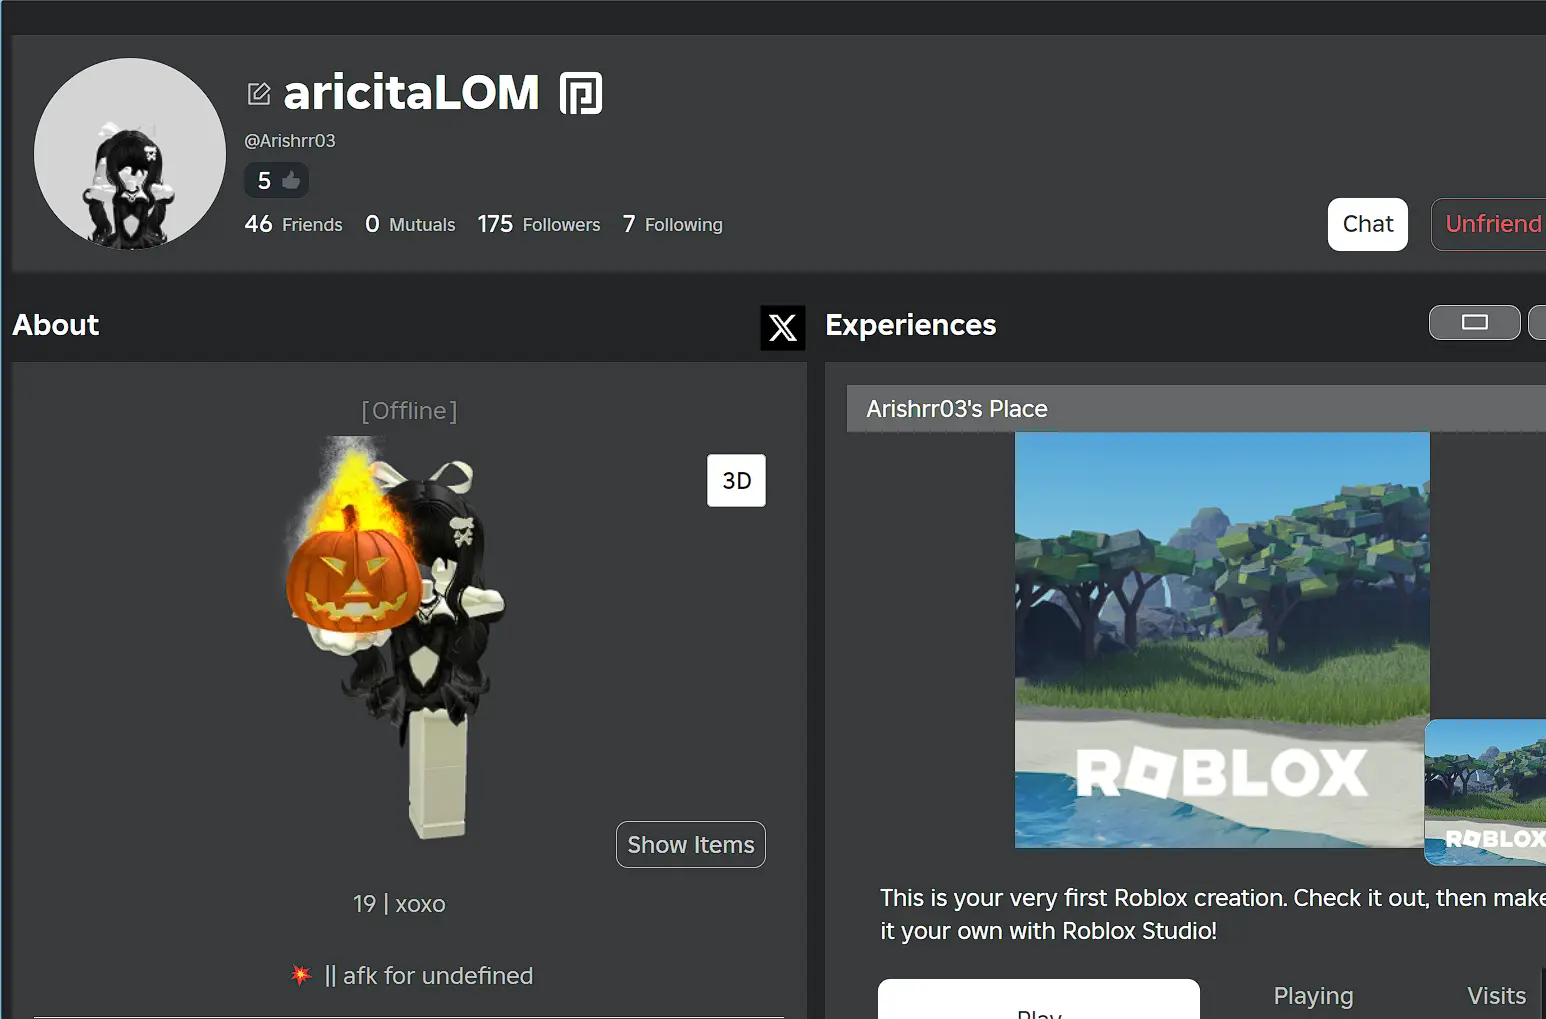 aricitaLOM
@Arishrr03
5
46 Friends 0 Mutuals 175 Followers 7 Following
Chat
Unfriend
About
Experiences
[Offline]
3D
Show Items
19 | xoxo
💥 || afk for undefined
Arishrr03's Place
ROBLOX
ROBLOX
This is your very first Roblox creation. Check it out, then make
it your own with Roblox Studio!
Play
Playing
Visits